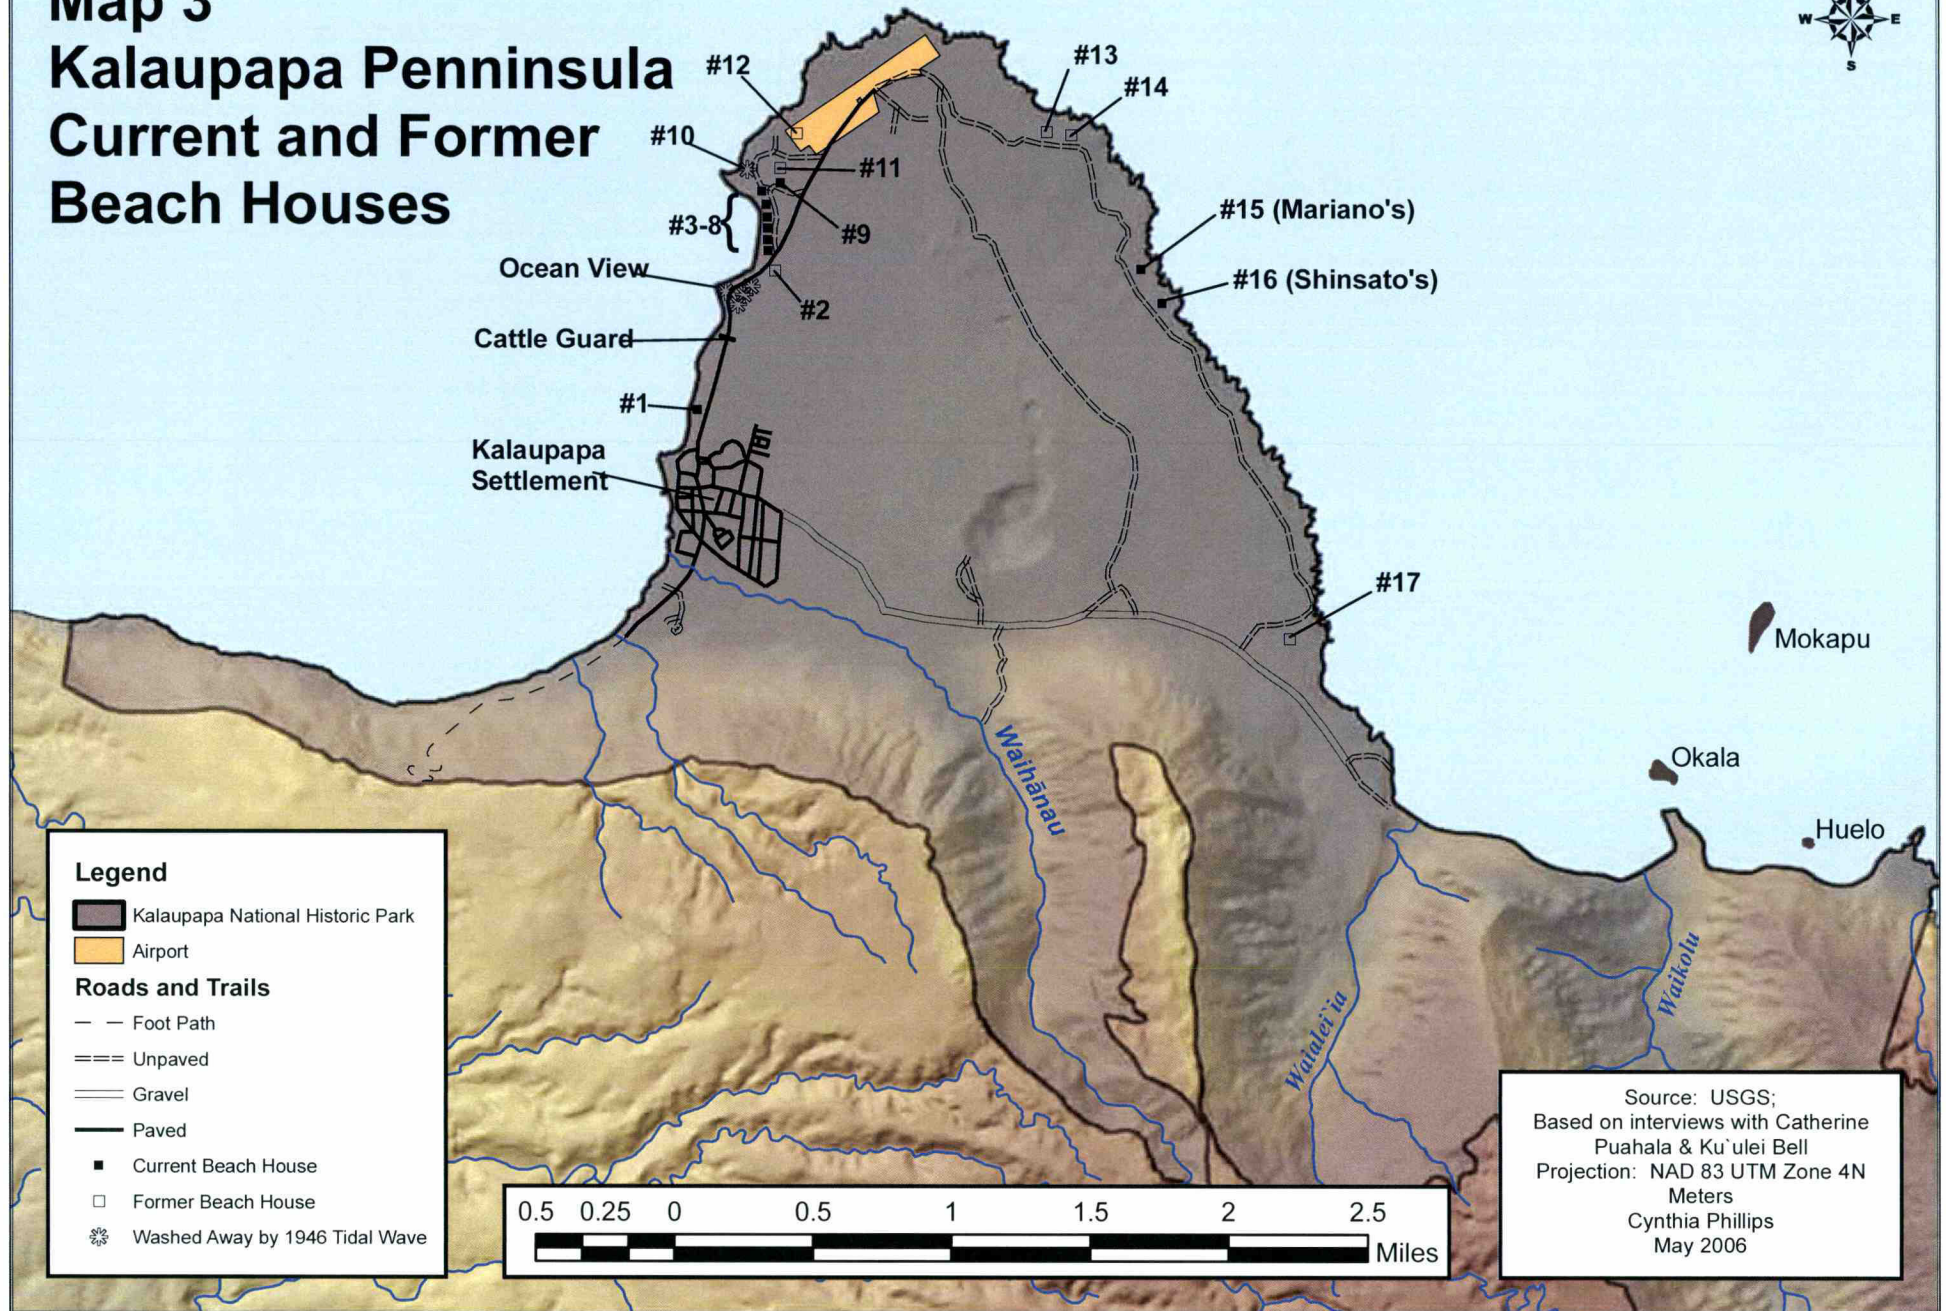 Map 3
Kalaupapa Penninsula
Current and Former
Beach Houses
W
E
S
#12
#13
#14
#10
#11
#15 (Mariano's)
#3-8{
#9
Ocean View
#16 (Shinsato's)
#2
Cattle Guard
#1
Kalaupapa
Settlement
#17
Mokapu
Okala
Huelo
Waihānau
Waialei`ia
Waikolu
Legend
Kalaupapa National Historic Park
Airport
Roads and Trails
Foot Path
Unpaved
Gravel
Paved
Current Beach House
Former Beach House
Washed Away by 1946 Tidal Wave
0.5 0.25 0 0.5 1 1.5 2 2.5
Miles
Source: USGS;
Based on interviews with Catherine
Puahala & Ku`ulei Bell
Projection: NAD 83 UTM Zone 4N
Meters
Cynthia Phillips
May 2006